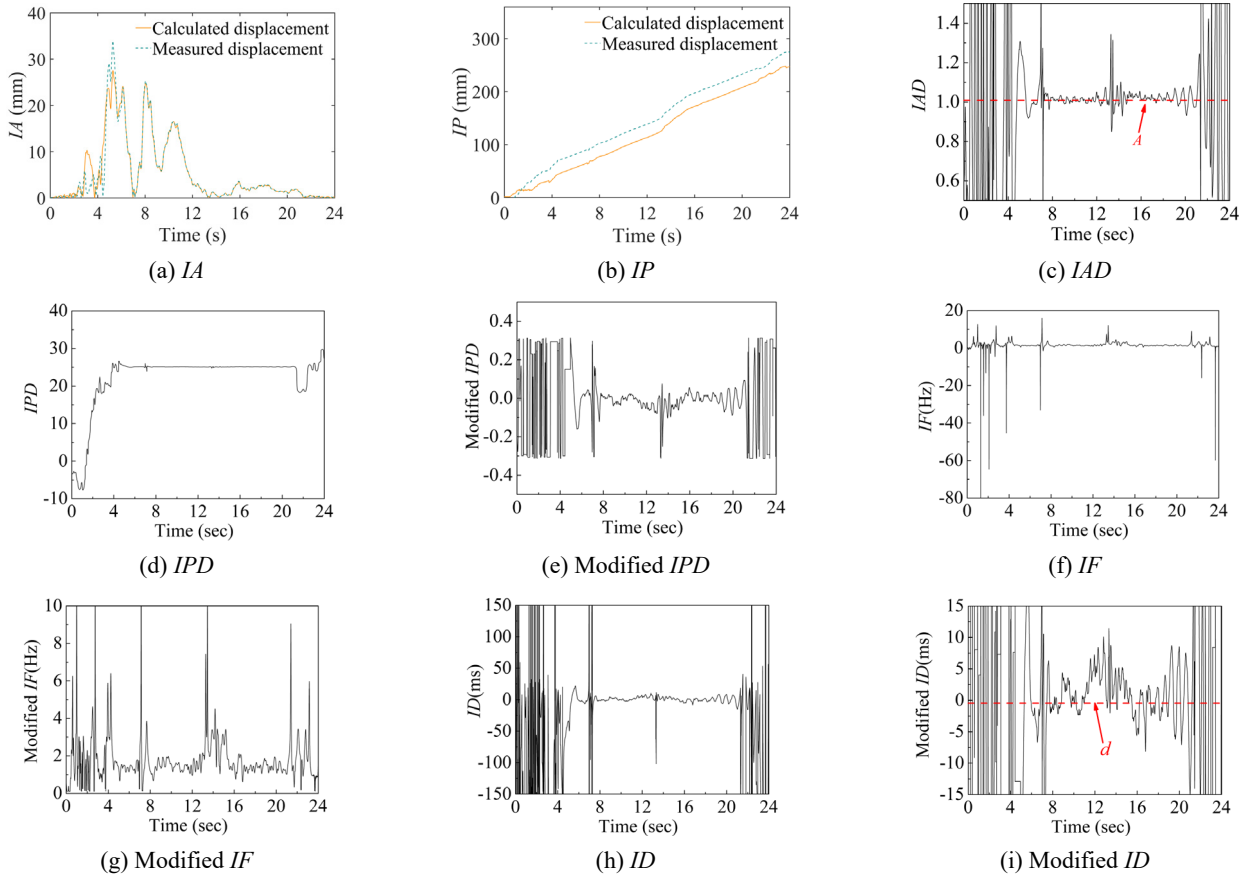 Calculated displacement
Measured displacement
IA (mm)
40
30
20
10
0
0 4 8 12 16 20 24
Time (s)
(a) IA
Calculated displacement
Measured displacement
IP (mm)
300
200
100
0
0 4 8 12 16 20 24
Time (s)
(b) IP
IAD
1.4
1.2
1.0
0.8
0.6
A
0 4 8 12 16 20 24
Time (sec)
(c) IAD
IPD
40
30
20
10
0
-10
0 4 8 12 16 20 24
Time (sec)
(d) IPD
Modified IPD
0.4
0.2
0.0
-0.2
-0.4
0 4 8 12 16 20 24
Time (sec)
(e) Modified IPD
IF(Hz)
20
0
-20
-40
-60
-80
0 4 8 12 16 20 24
Time (sec)
(f) IF
Modified IF(Hz)
10
8
6
4
2
0
0 4 8 12 16 20 24
Time (sec)
(g) Modified IF
ID(ms)
150
100
50
0
-50
-100
-150
0 4 8 12 16 20 24
Time (sec)
(h) ID
Modified ID(ms)
15
10
5
0
-5
-10
-15
d
0 4 8 12 16 20 24
Time (sec)
(i) Modified ID